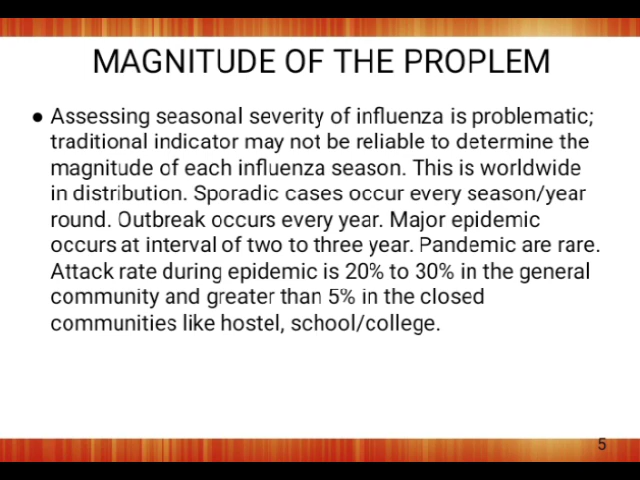 MAGNITUDE OF THE PROPLEM
● Assessing seasonal severity of influenza is problematic;
traditional indicator may not be reliable to determine the
magnitude of each influenza season. This is worldwide
in distribution. Sporadic cases occur every season/year
round. Outbreak occurs every year. Major epidemic
occurs at interval of two to three year. Pandemic are rare.
Attack rate during epidemic is 20% to 30% in the general
community and greater than 5% in the closed
communities like hostel, school/college.
5